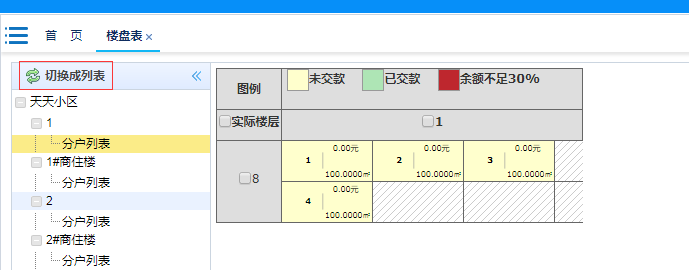 首 页 楼盘表 ×
切换成列表 «
天天小区
1
分户列表
1#商住楼
分户列表
2
分户列表
2#商住楼
分户列表
图例 未交款 已交款 余额不足30%
实际楼层 1
8
1 0.00元 100.0000㎡ 2 0.00元 100.0000㎡ 3 0.00元 100.0000㎡
4 0.00元 100.0000㎡